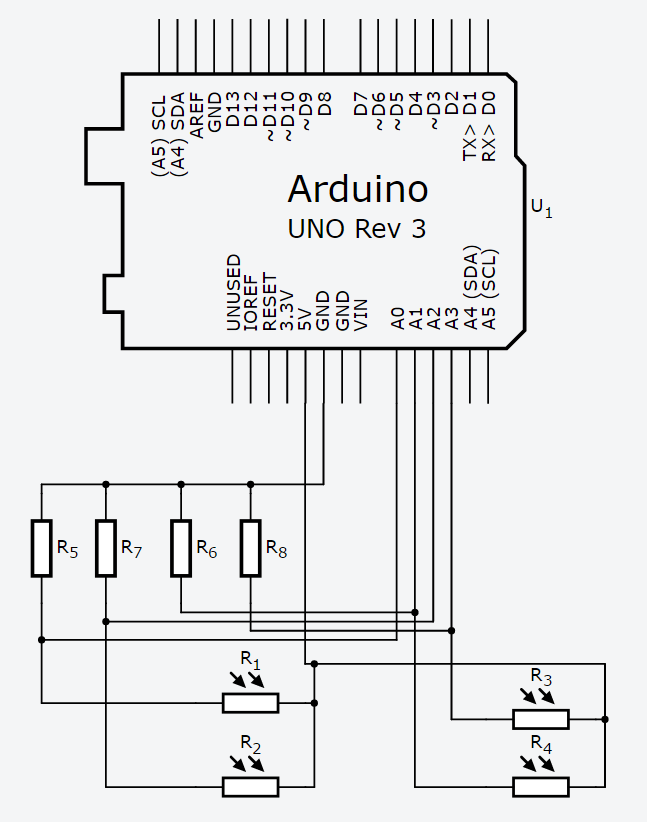 (A5) SCL
(A4) SDA
AREF
GND
D13
D12
~D11
~D10
~D9
D8
D7
~D6
~D5
D4
~D3
D2
TX> D1
RX> D0
Arduino
UNO Rev 3
U1
UNUSED
IOREF
RESET
3.3V
5V
GND
GND
VIN
A0
A1
A2
A3
A4 (SDA)
A5 (SCL)
R5
R7
R6
R8
R1
R3
R2
R4